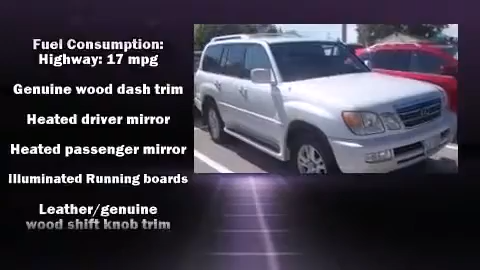 Fuel Consumption:
Highway: 17 mpg
Genuine wood dash trim
Heated driver mirror
Heated passenger mirror
Illuminated Running boards
Leather/genuine
wood shift knob trim